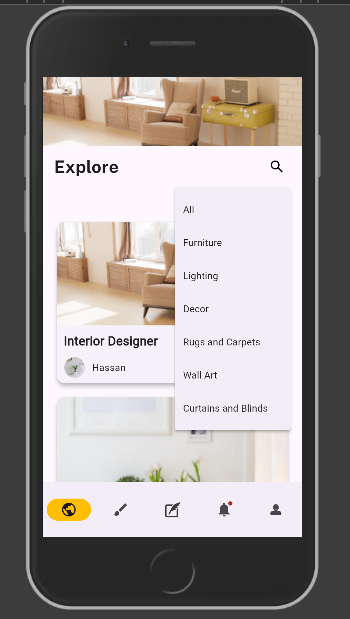 Explore
All
Furniture
Lighting
Decor
Rugs and Carpets
Wall Art
Curtains and Blinds
Interior Designer
Hassan